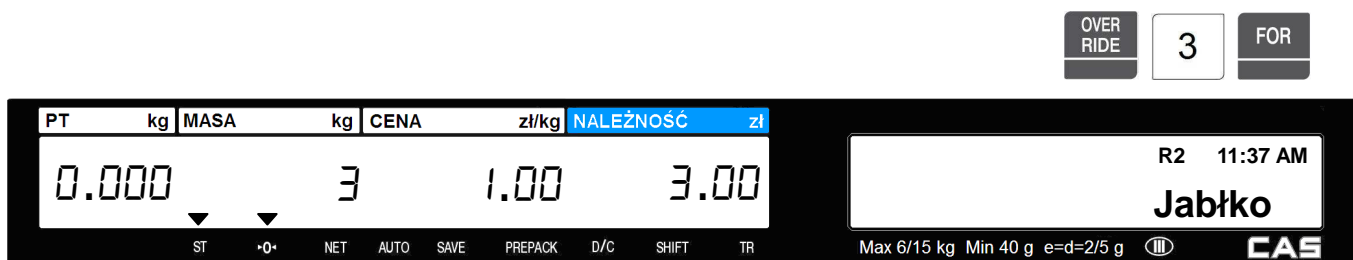 OVER
RIDE
3
FOR
PT kg MASA kg CENA zł/kg NALEŻNOŚĆ zł
0.000 3 1.00 3.00
R2 11:37 AM
Jabłko
ST ►0◄ NET AUTO SAVE PREPACK D/C SHIFT TR
Max 6/15 kg Min 40 g e=d=2/5 g III CAS